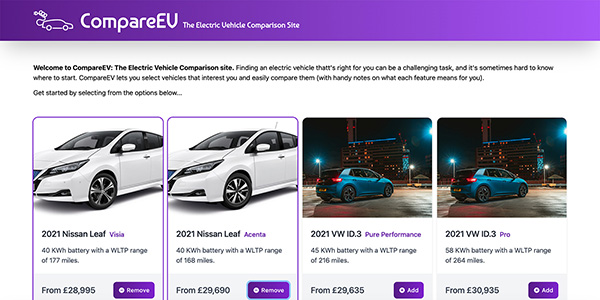 CompareEV The Electric Vehicle Comparison Site
Welcome to CompareEV: The Electric Vehicle Comparison site. Finding an electric vehicle thatt's right for you can be a challenging task, and it's sometimes hard to know
where to start. CompareEV lets you select vehicles that interest you and easily compare them (with handy notes on what each feature means for you).
Get started by selecting from the options below...
2021 Nissan Leaf Visia
40 KWh battery with a WLTP range
of 177 miles.
From £28,995
Remove
2021 Nissan Leaf Acenta
40 KWh battery with a WLTP range
of 168 miles.
From £29,690
Remove
2021 VW ID.3 Pure Performance
45 KWh battery with a WLTP range
of 216 miles.
From £29,635
Add
2021 VW ID.3 Pro
58 KWh battery with a WLTP range
of 264 miles.
From £30,935
Add